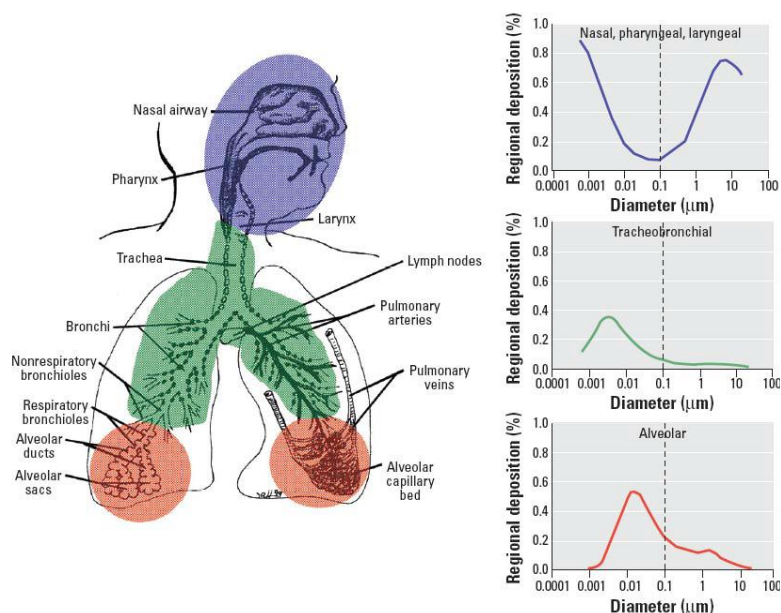 Nasal airway
Pharynx
Larynx
Trachea
Lymph nodes
Pulmonary
arteries
Bronchi
Nonrespiratory
bronchioles
Pulmonary
veins
Respiratory
bronchioles
Alveolar
ducts
Alveolar
sacs
Alveolar
capillary
bed
Nasal, pharyngeal, laryngeal
Regional deposition (%)
1.0
0.8
0.6
0.4
0.2
0.0
0.0001 0.001 0.01 0.1 1 10 100
Diameter (µm)
Tracheobronchial
Regional deposition (%)
1.0
0.8
0.6
0.4
0.2
0.0
0.0001 0.001 0.01 0.1 1 10 100
Diameter (µm)
Alveolar
Regional deposition (%)
1.0
0.8
0.6
0.4
0.2
0.0
0.0001 0.001 0.01 0.1 1 10 100
Diameter (µm)